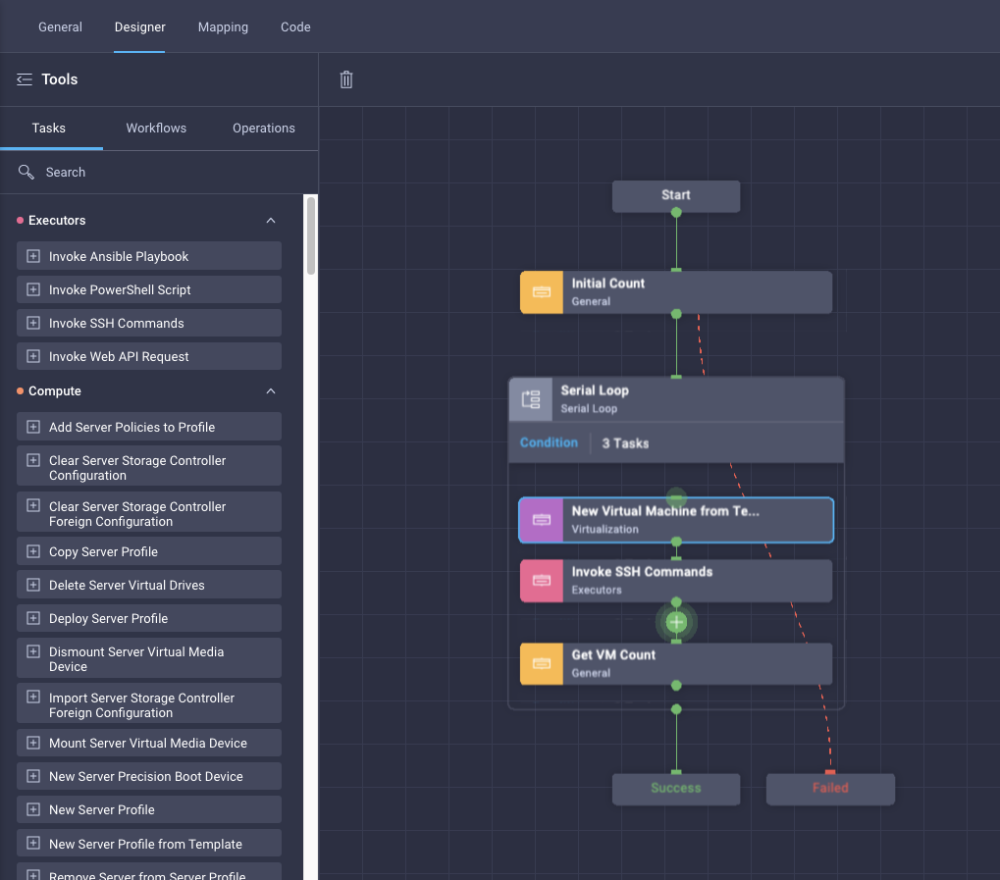 General Designer Mapping Code
Tools
Tasks Workflows Operations
Search
Executors
Invoke Ansible Playbook
Invoke PowerShell Script
Invoke SSH Commands
Invoke Web API Request
Compute
Add Server Policies to Profile
Clear Server Storage Controller
Configuration
Clear Server Storage Controller
Foreign Configuration
Copy Server Profile
Delete Server Virtual Drives
Deploy Server Profile
Dismount Server Virtual Media
Device
Import Server Storage Controller
Foreign Configuration
Mount Server Virtual Media Device
New Server Precision Boot Device
New Server Profile
New Server Profile from Template
Remove Server from Server Profile
Start
Initial Count
General
Serial Loop
Serial Loop
Condition 3 Tasks
New Virtual Machine from Te...
Virtualization
Invoke SSH Commands
Executors
Get VM Count
General
Success Failed